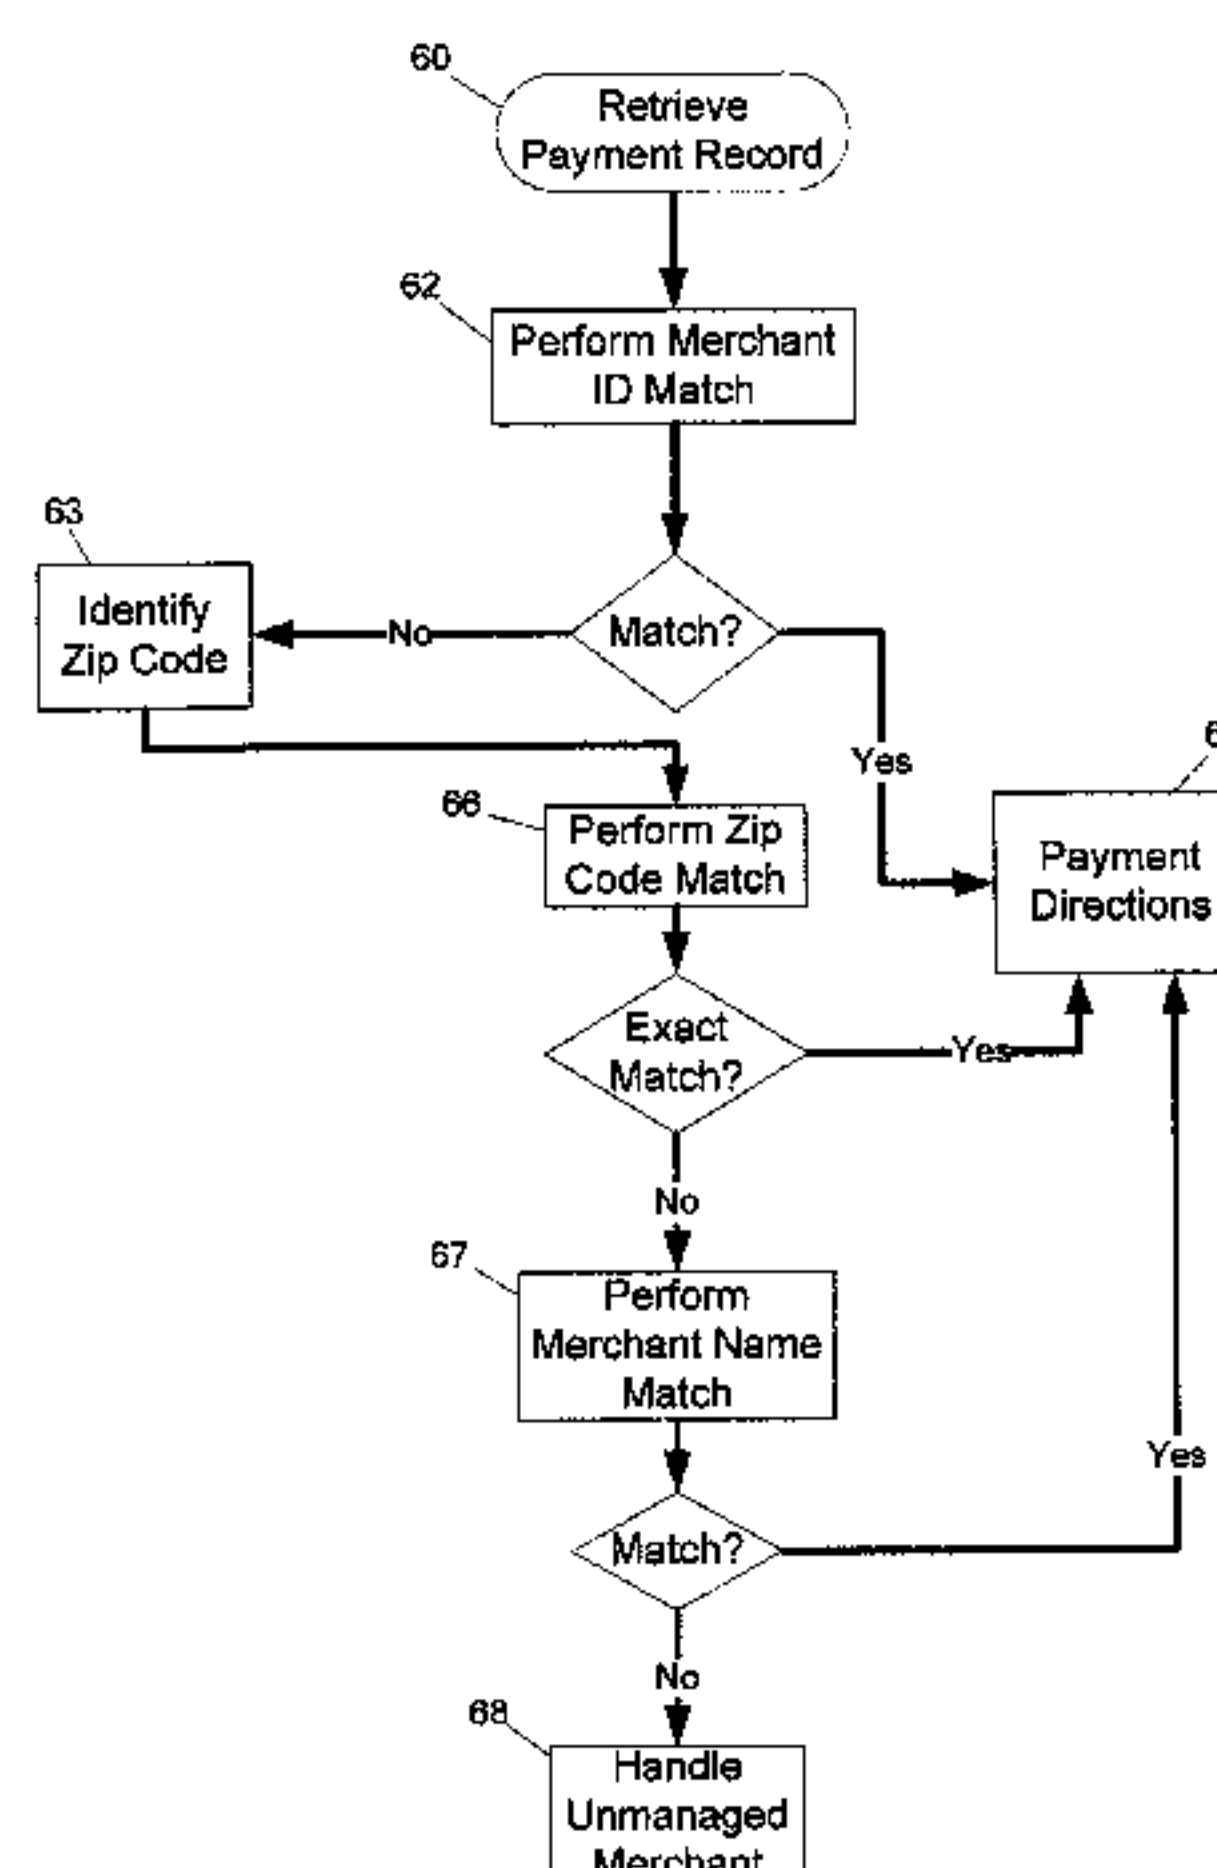 60
Retrieve
Payment Record
62
Perform Merchant
ID Match
63
Identify
Zip Code
No
Match?
Yes
66
Perform Zip
Code Match
Payment
Directions
Exact
Match?
Yes
No
67
Perform
Merchant Name
Match
Yes
Match?
No
68
Handle
Unmanaged
Merchant